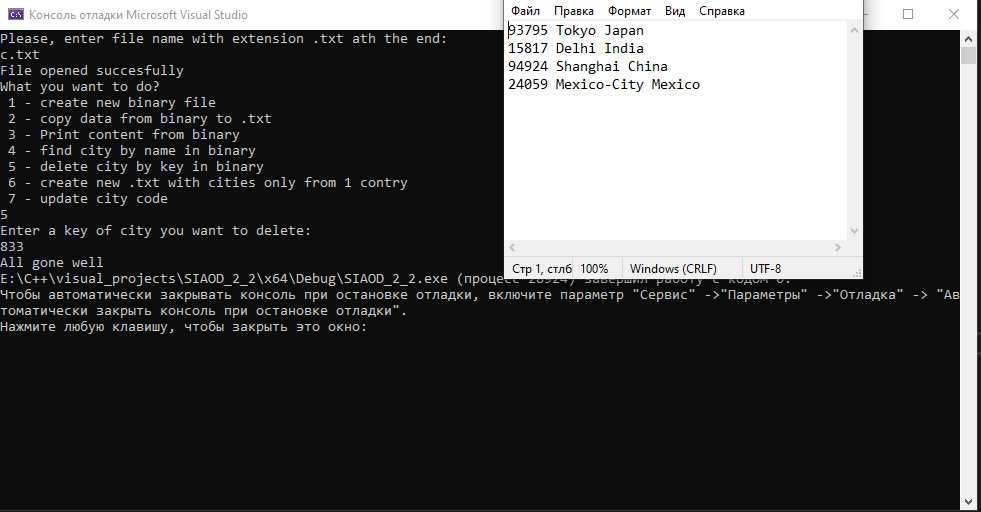 Консоль отладки Microsoft Visual Studio
Please, enter file name with extension .txt ath the end:
c.txt
File opened succesfully
What you want to do?
1 - create new binary file
2 - copy data from binary to .txt
3 - Print content from binary
4 - find city by name in binary
5 - delete city by key in binary
6 - create new .txt with cities only from 1 contry
7 - update city code
5
Enter a key of city you want to delete:
833
All gone well
E:\C++\visual_projects\SIAOD_2_2\x64\Debug\SIAOD_2_2.exe (процесс 28924) завершил работу с кодом 0.
Чтобы автоматически закрывать консоль при остановке отладки, включите параметр "Сервис" ->"Параметры" ->"Отладка" -> "Ав
томатически закрыть консоль при остановке отладки".
Нажмите любую клавишу, чтобы закрыть это окно:
Файл Правка Формат Вид Справка
93795 Tokyo Japan
15817 Delhi India
94924 Shanghai China
24059 Mexico-City Mexico
Стр 1, стлб 100% Windows (CRLF) UTF-8